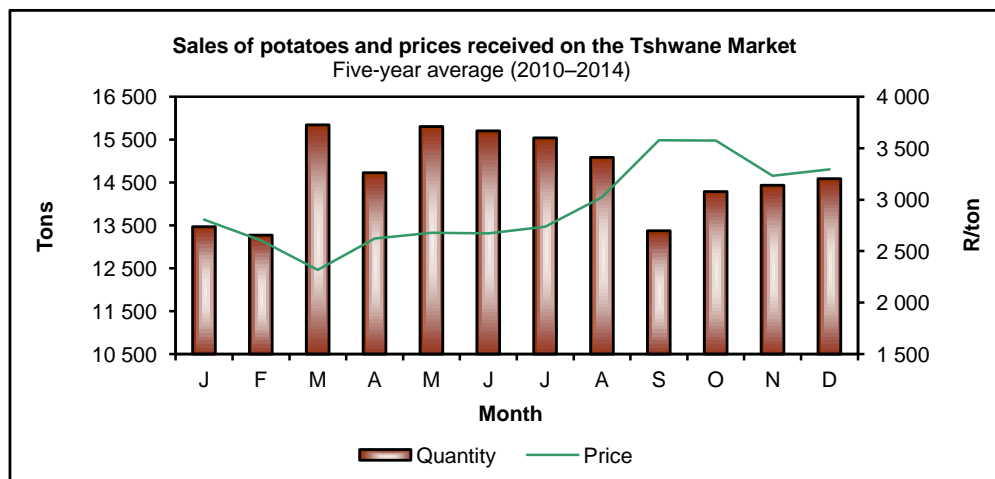 Sales of potatoes and prices received on the Tshwane Market
Five-year average (2010–2014)
16 500
15 500
14 500
13 500
12 500
11 500
10 500
Tons
4 000
3 500
3 000
2 500
2 000
1 500
R/ton
J F M A M J J A S O N D
Month
Quantity Price